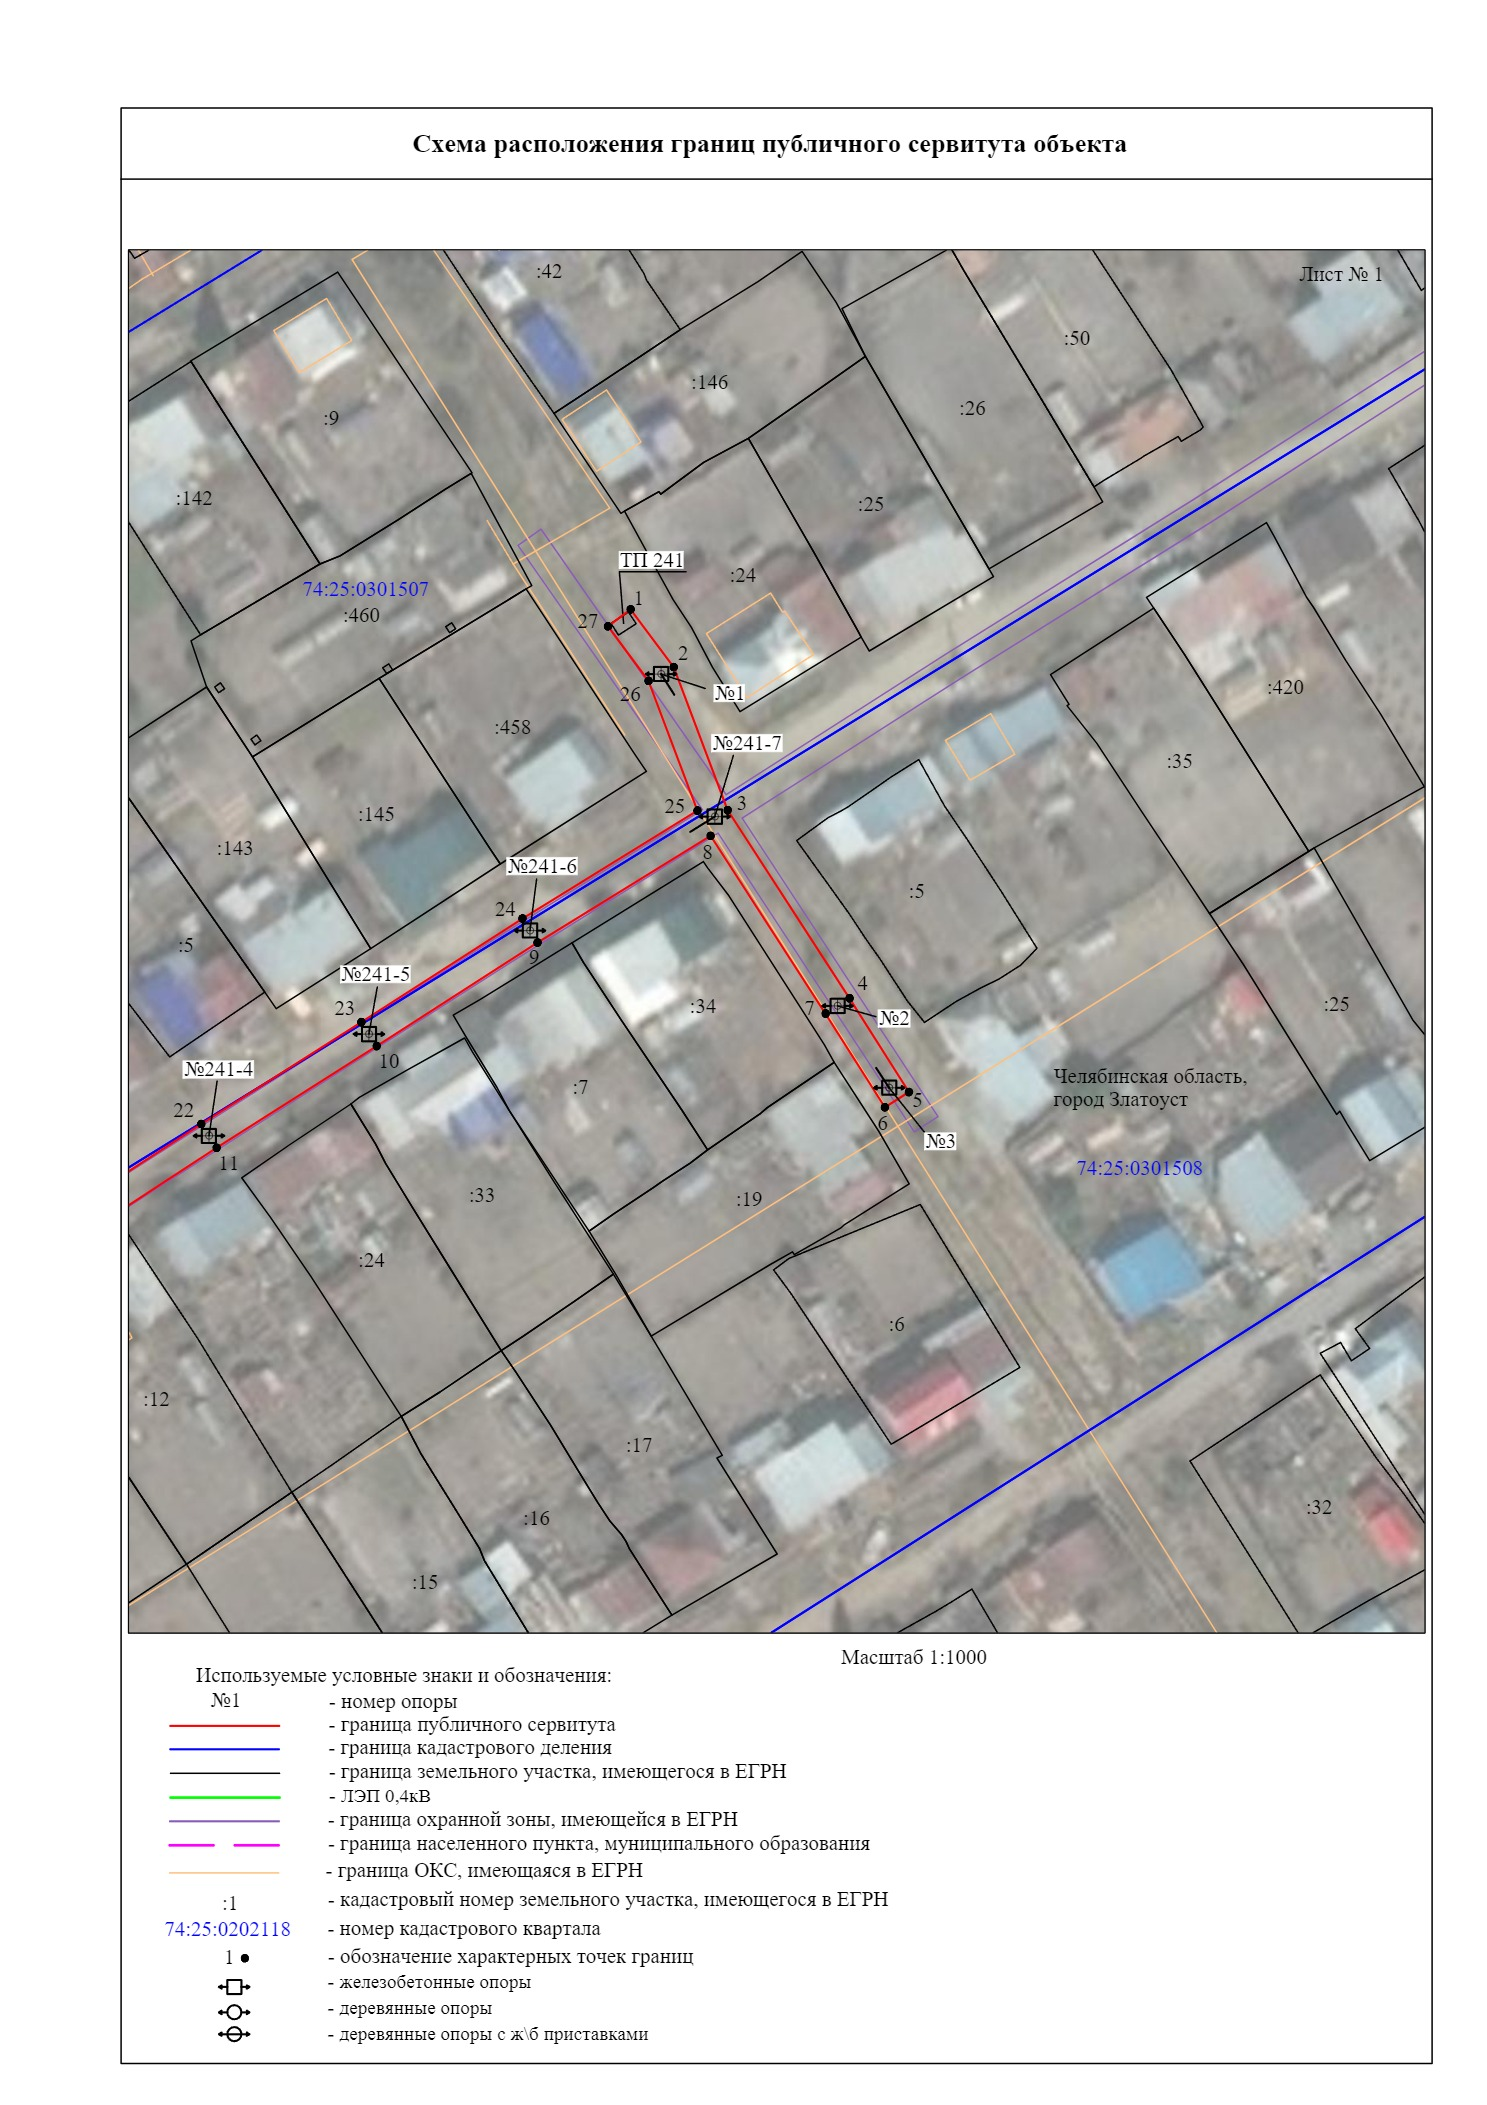 Схема расположения границ публичного сервитута объекта
Лист № 1
:42
:50
:146
:26
:9
:142
:25
ТП 241
:24
74:25:0301507
:460
1
27
2
26
№1
:420
:458
№241-7
:35
25
3
:145
:143
8
№241-6
:5
24
:5
9
№241-5
4
23
7
:34
№2
:25
10
№241-4
Челябинская область,
город Златоуст
:7
5
22
6
№3
11
74:25:0301508
:33
:19
:24
:6
:12
:17
:32
:16
:15
Масштаб 1:1000
Используемые условные знаки и обозначения:
№1 - номер опоры
- граница публичного сервитута
- граница кадастрового деления
- граница земельного участка, имеющегося в ЕГРН
- ЛЭП 0,4кВ
- граница охранной зоны, имеющейся в ЕГРН
- граница населенного пункта, муниципального образования
- граница ОКС, имеющаяся в ЕГРН
:1 - кадастровый номер земельного участка, имеющегося в ЕГРН
74:25:0202118 - номер кадастрового квартала
1 - обозначение характерных точек границ
- железобетонные опоры
- деревянные опоры
- деревянные опоры с ж\б приставками